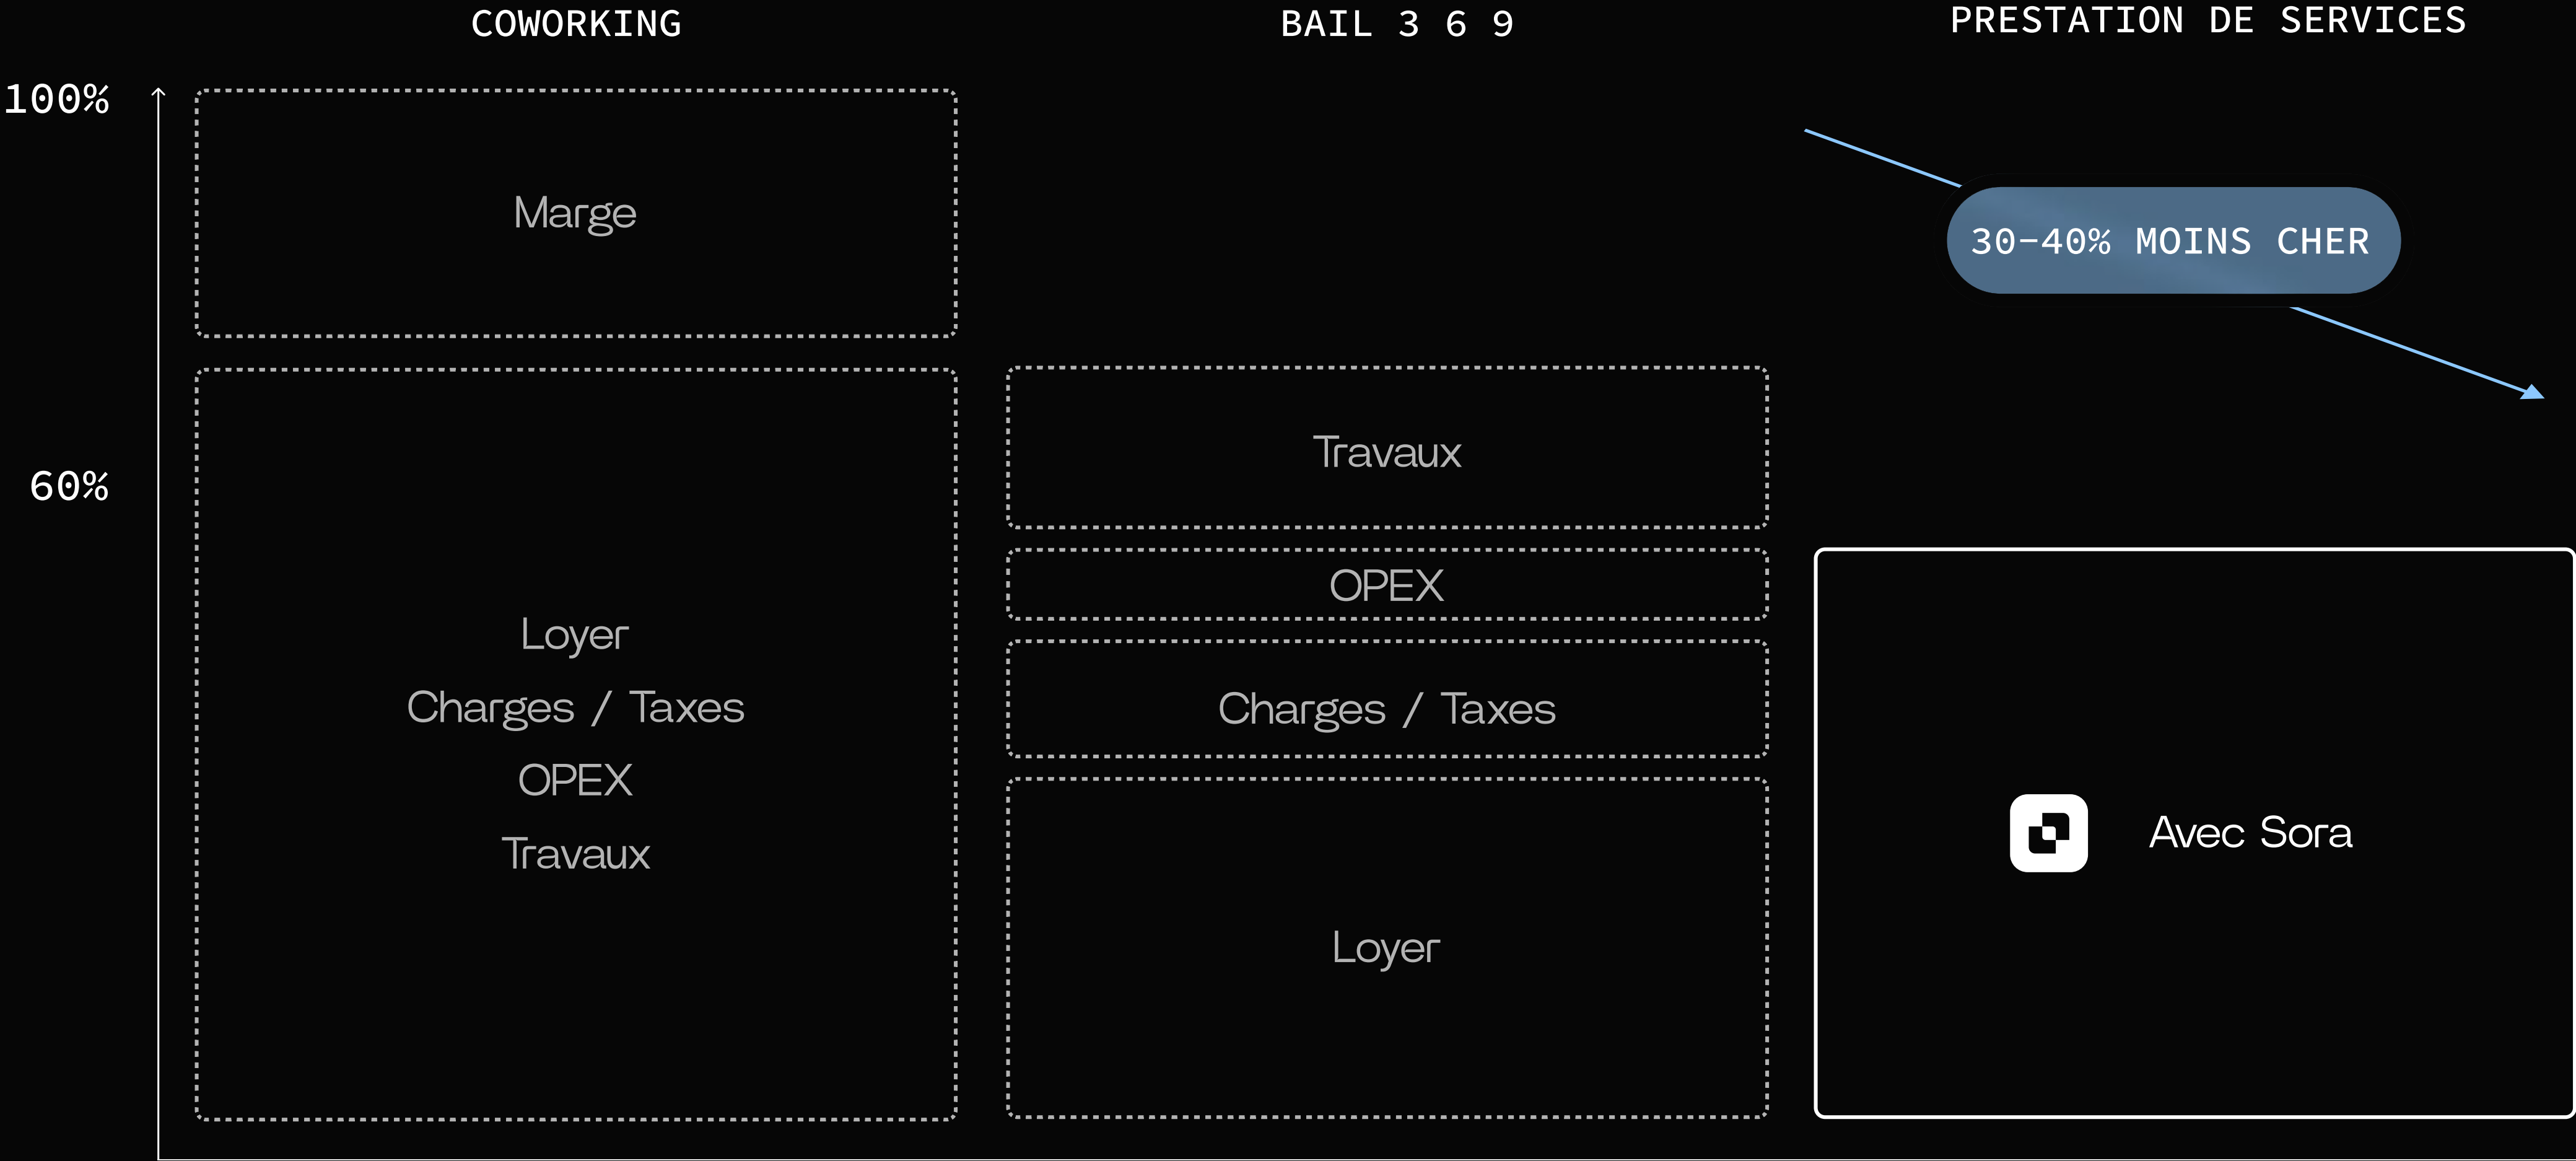 COWORKING
BAIL 3 6 9
PRESTATION DE SERVICES
100%
60%
Marge
Loyer
Charges / Taxes
OPEX
Travaux
Travaux
OPEX
Charges / Taxes
Loyer
30-40% MOINS CHER
Avec Sora